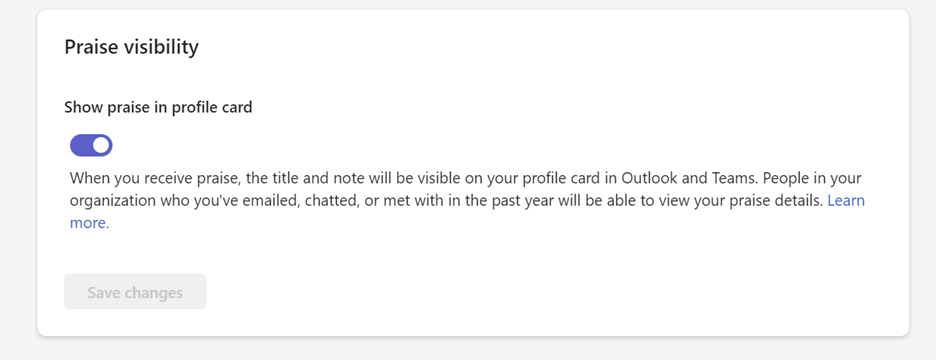 Praise visibility
Show praise in profile card
When you receive praise, the title and note will be visible on your profile card in Outlook and Teams. People in your
organization who you've emailed, chatted, or met with in the past year will be able to view your praise details. Learn
more.
Save changes